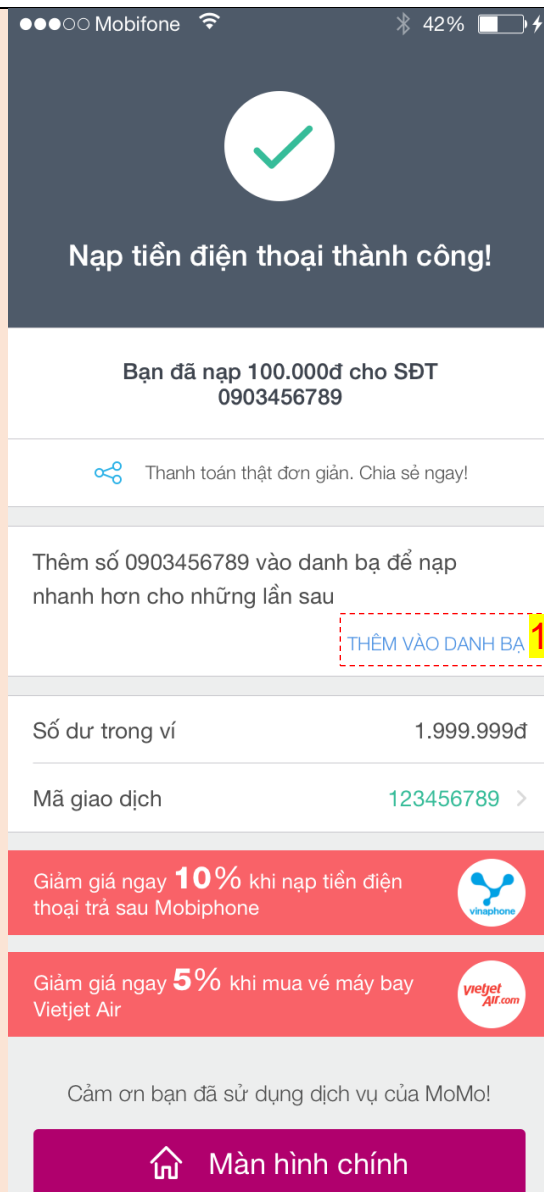 Mobifone 42%
Nạp tiền điện thoại thành công!
Bạn đã nạp 100.000đ cho SĐT
0903456789
Thanh toán thật đơn giản. Chia sẻ ngay!
Thêm số 0903456789 vào danh bạ để nạp
nhanh hơn cho những lần sau
THÊM VÀO DANH BẠ 1
Số dư trong ví 1.999.999đ
Mã giao dịch 123456789
Giảm giá ngay 10% khi nạp tiền điện
thoại trả sau Mobiphone
vinaphone
Giảm giá ngay 5% khi mua vé máy bay
Vietjet Air
vietjet
Air.com
Cảm ơn bạn đã sử dụng dịch vụ của MoMo!
Màn hình chính